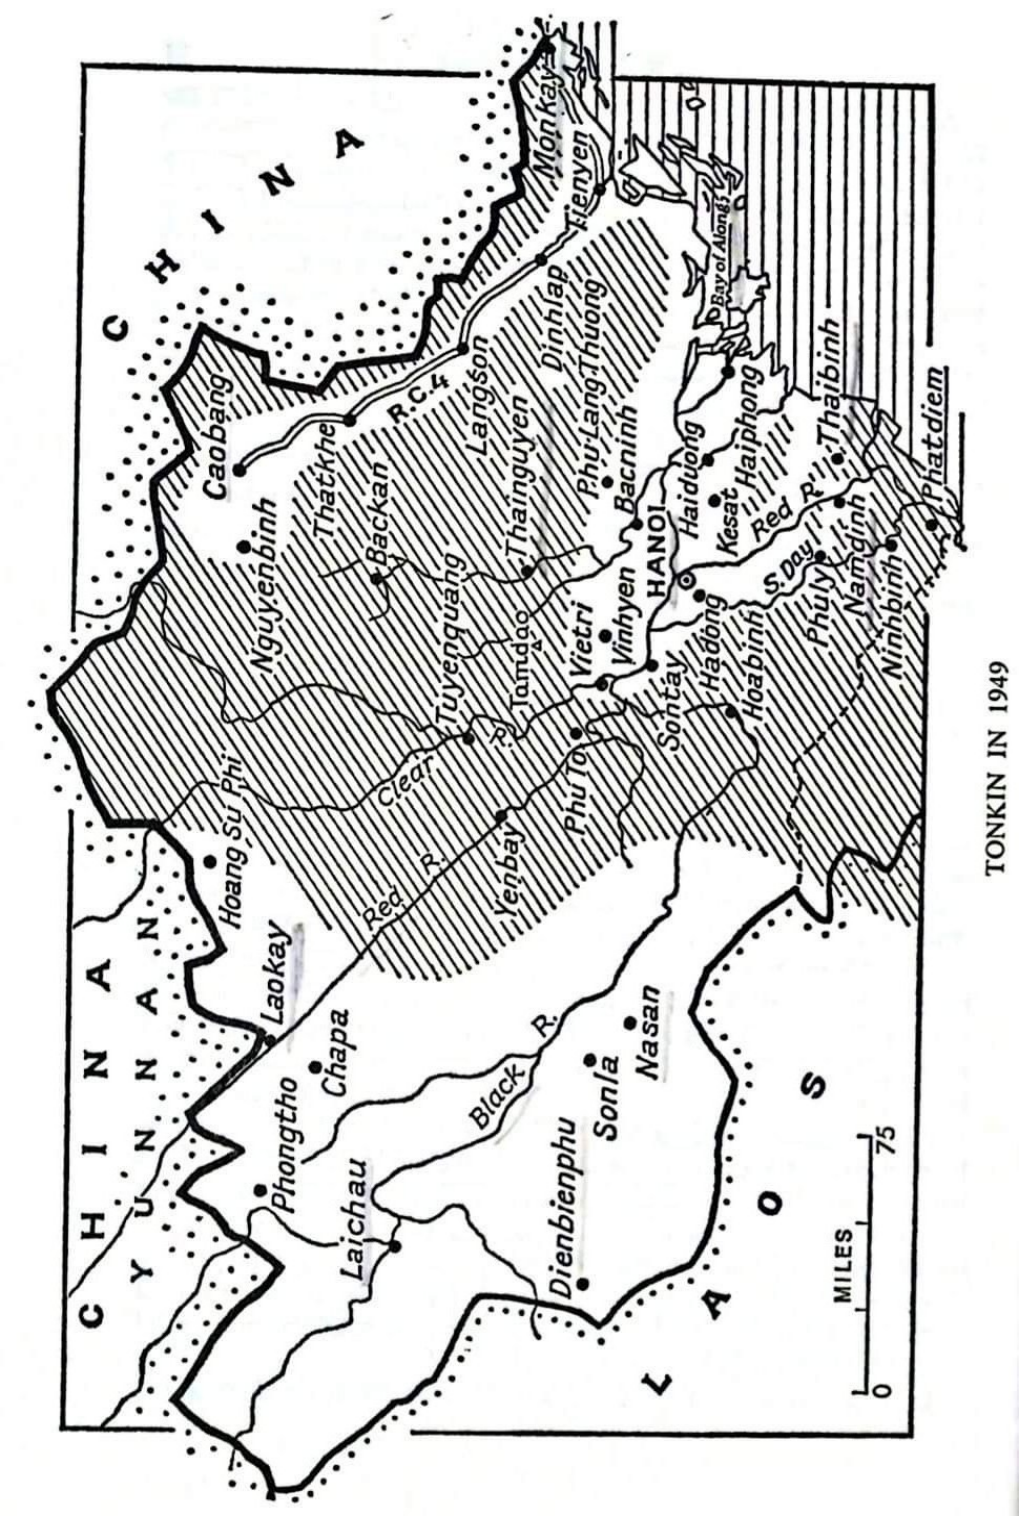 CHINA
CHINA
YUNNAN
LAOS
Monkay
Tienyen
Caobang
R.C.4
Langson
Dinhlap
Phu Lang Thuong
Bay of Along
Thatkhe
Backan
Thainguyen
Bacninh
Haiduong
Haiphong
Thaibinh
Phatdiem
Nguyenbinh
Tuyenquang
Tamdao
Vietri
Vinhyen
HANOI
Kesat
Red R.
S. Day
Namdinh
Phuly
Ninhbinh
Hadong
Hoabinh
Sontay
Hoang Su Phi
Clear R.
Phu To
Yenbay
Red R.
Laokay
Chapa
Phongtho
Laichau
Black R.
Nasan
Sonla
Dienbienphu
MILES
0 75
TONKIN IN 1949